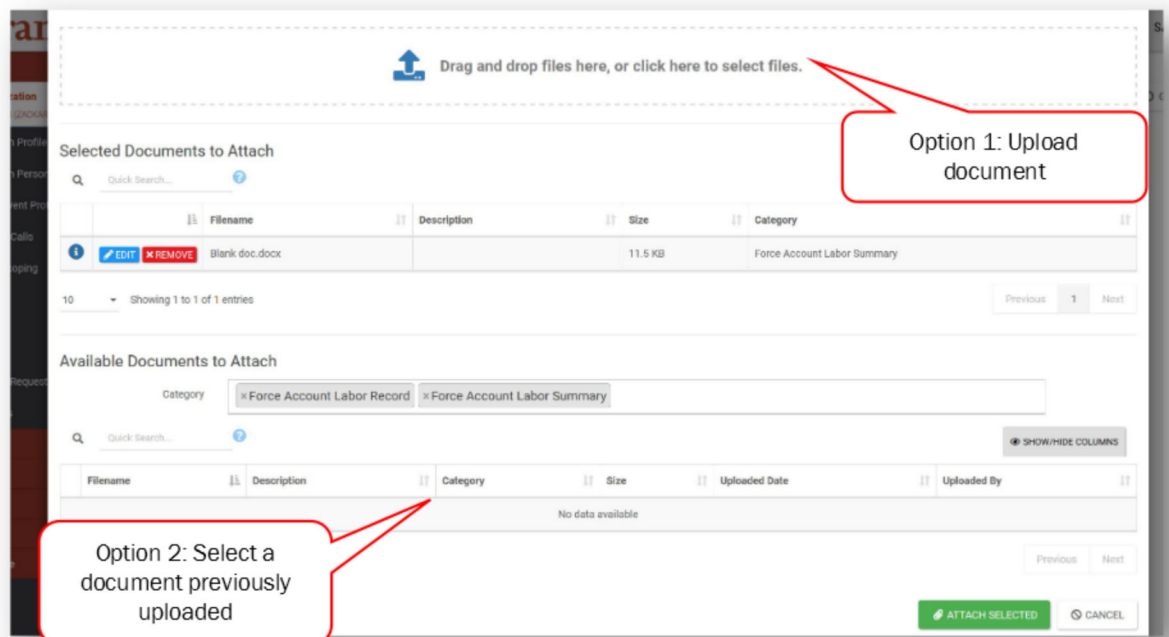 Drag and drop files here, or click here to select files.
Option 1: Upload
document
Selected Documents to Attach
Quick Search...
Filename Description Size Category
EDIT REMOVE Blank doc.docx 11.5 KB Force Account Labor Summary
10 Showing 1 to 1 of 1 entries
Previous 1 Next
Available Documents to Attach
Category ×Force Account Labor Record ×Force Account Labor Summary
Quick Search...
SHOW/HIDE COLUMNS
Filename Description Category Size Uploaded Date Uploaded By
No data available
Option 2: Select a
document previously
uploaded
Previous Next
ATTACH SELECTED CANCEL